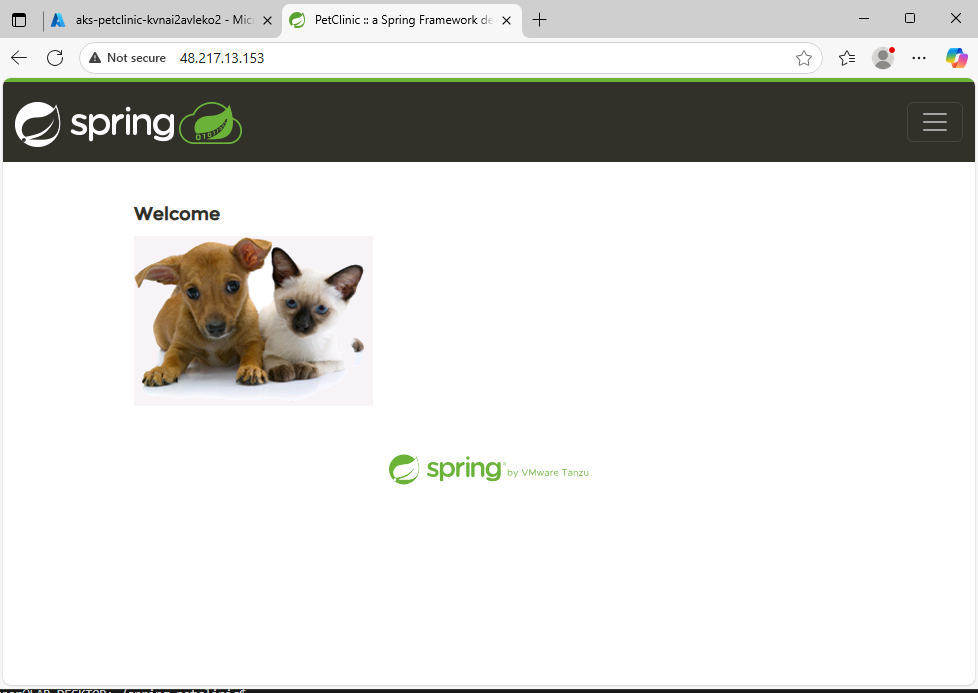 aks-petclinic-kvnai2avleko2 - Mic
PetClinic :: a Spring Framework de
Not secure 48.217.13.153
spring
Welcome
spring by VMware Tanzu